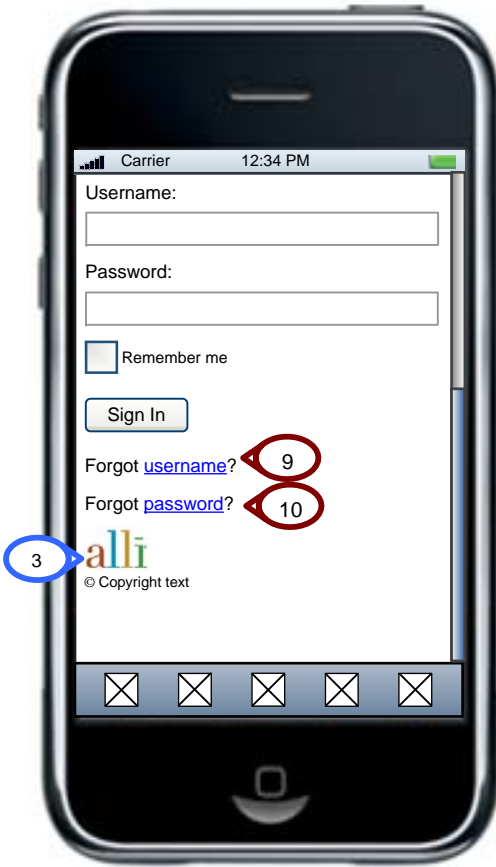 Carrier 12:34 PM
Username:
Password:
Remember me
Sign In
Forgot username?
9
Forgot password?
10
3
allī
© Copyright text